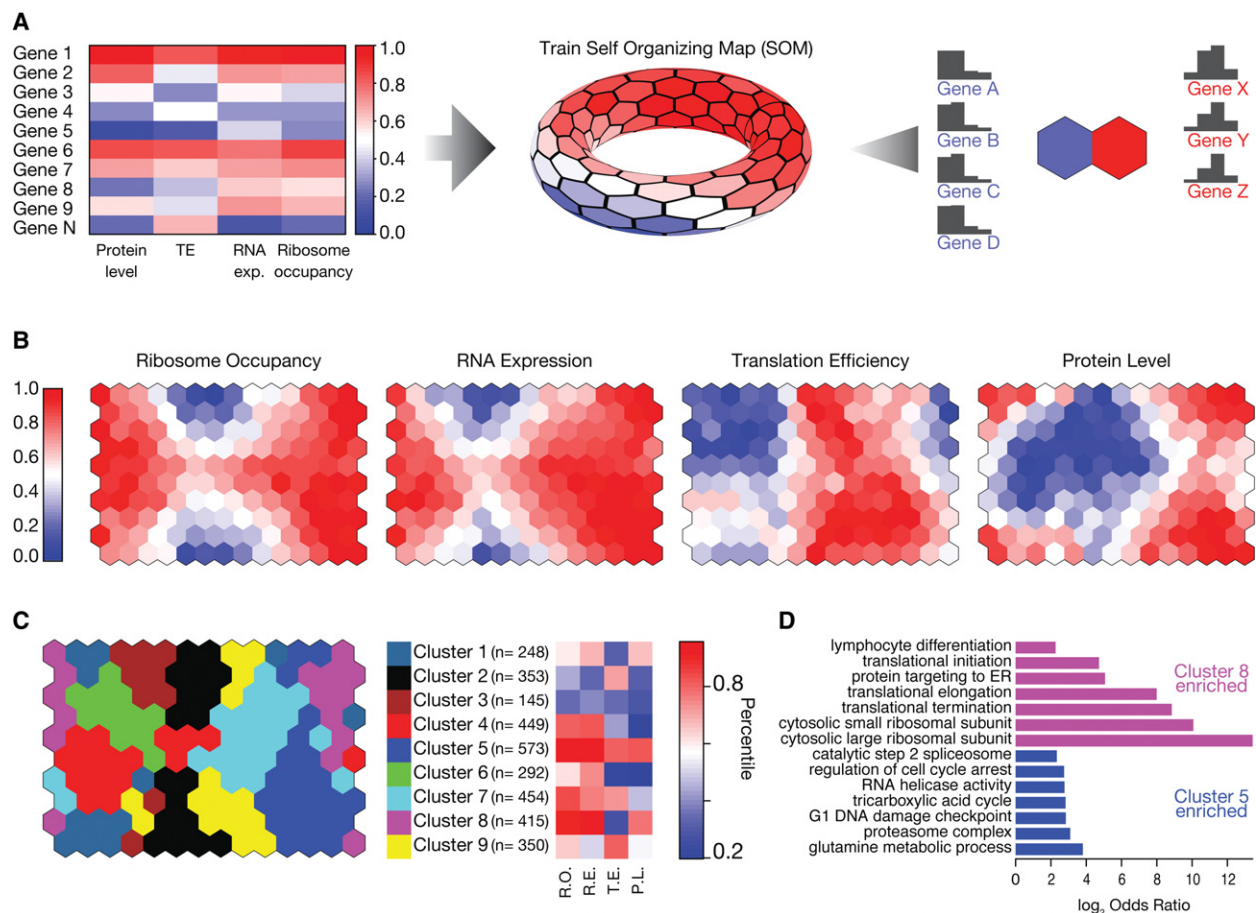 A
Gene 1
Gene 2
Gene 3
Gene 4
Gene 5
Gene 6
Gene 7
Gene 8
Gene 9
Gene N
Protein level
TE
RNA exp.
Ribosome occupancy
1.0
0.8
0.6
0.4
0.2
0.0
Train Self Organizing Map (SOM)
Gene A
Gene B
Gene C
Gene D
Gene X
Gene Y
Gene Z
B
1.0
0.8
0.6
0.4
0.2
0.0
Ribosome Occupancy
RNA Expression
Translation Efficiency
Protein Level
C
Cluster 1 (n= 248)
Cluster 2 (n= 353)
Cluster 3 (n= 145)
Cluster 4 (n= 449)
Cluster 5 (n= 573)
Cluster 6 (n= 292)
Cluster 7 (n= 454)
Cluster 8 (n= 415)
Cluster 9 (n= 350)
R.O.
R.E.
T.E.
P.L.
0.8
Percentile
0.2
D
lymphocyte differentiation
translational initiation
protein targeting to ER
translational elongation
translational termination
cytosolic small ribosomal subunit
cytosolic large ribosomal subunit
catalytic step 2 spliceosome
regulation of cell cycle arrest
RNA helicase activity
tricarboxylic acid cycle
G1 DNA damage checkpoint
proteasome complex
glutamine metabolic process
Cluster 8
enriched
Cluster 5
enriched
0 2 4 6 8 10 12
log₂ Odds Ratio